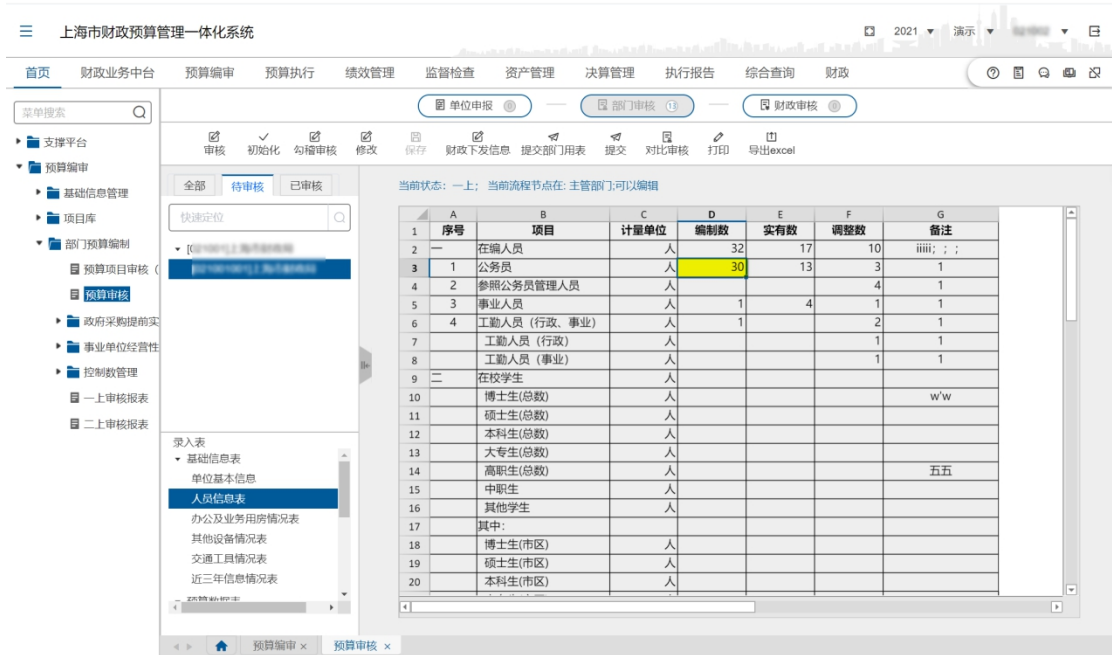 上海市财政预算管理一体化系统
2021 演示
首页 财政业务中台 预算编审 预算执行 绩效管理 监督检查 资产管理 决算管理 执行报告 综合查询 财政
菜单搜索
单位申报 0 部门审核 13 财政审核 0
支撑平台
预算编审
基础信息管理
项目库
部门预算编制
预算项目审核（
预算审核
政府采购提前实
事业单位经营性
控制数管理
一上审核报表
二上审核报表
审核 初始化 勾稽审核 修改 保存 财政下发信息 提交部门用表 提交 对比审核 打印 导出excel
全部 待审核 已审核
快速定位
录入表
基础信息表
单位基本信息
人员信息表
办公及业务用房情况表
其他设备情况表
交通工具情况表
近三年信息情况表
预算数据表
当前状态：一上；当前流程节点在: 主管部门;可以编辑
A B C D E F G
1 序号 项目 计量单位 编制数 实有数 调整数 备注
2 一 在编人员 人 32 17 10 iiiii；；；
3 1 公务员 人 30 13 3 1
4 2 参照公务员管理人员 人 4 1
5 3 事业人员 人 1 4 1 1
6 4 工勤人员（行政、事业） 人 1 2 1
7 工勤人员（行政） 人 1 1
8 工勤人员（事业） 人 1 1
9 二 在校学生 人
10 博士生(总数) 人 w'w
11 硕士生(总数) 人
12 本科生(总数) 人
13 大专生(总数) 人
14 高职生(总数) 人 五五
15 中职生 人
16 其他学生 人
17 其中：
18 博士生(市区) 人
19 硕士生(市区) 人
20 本科生(市区) 人
预算编审 × 预算审核 ×